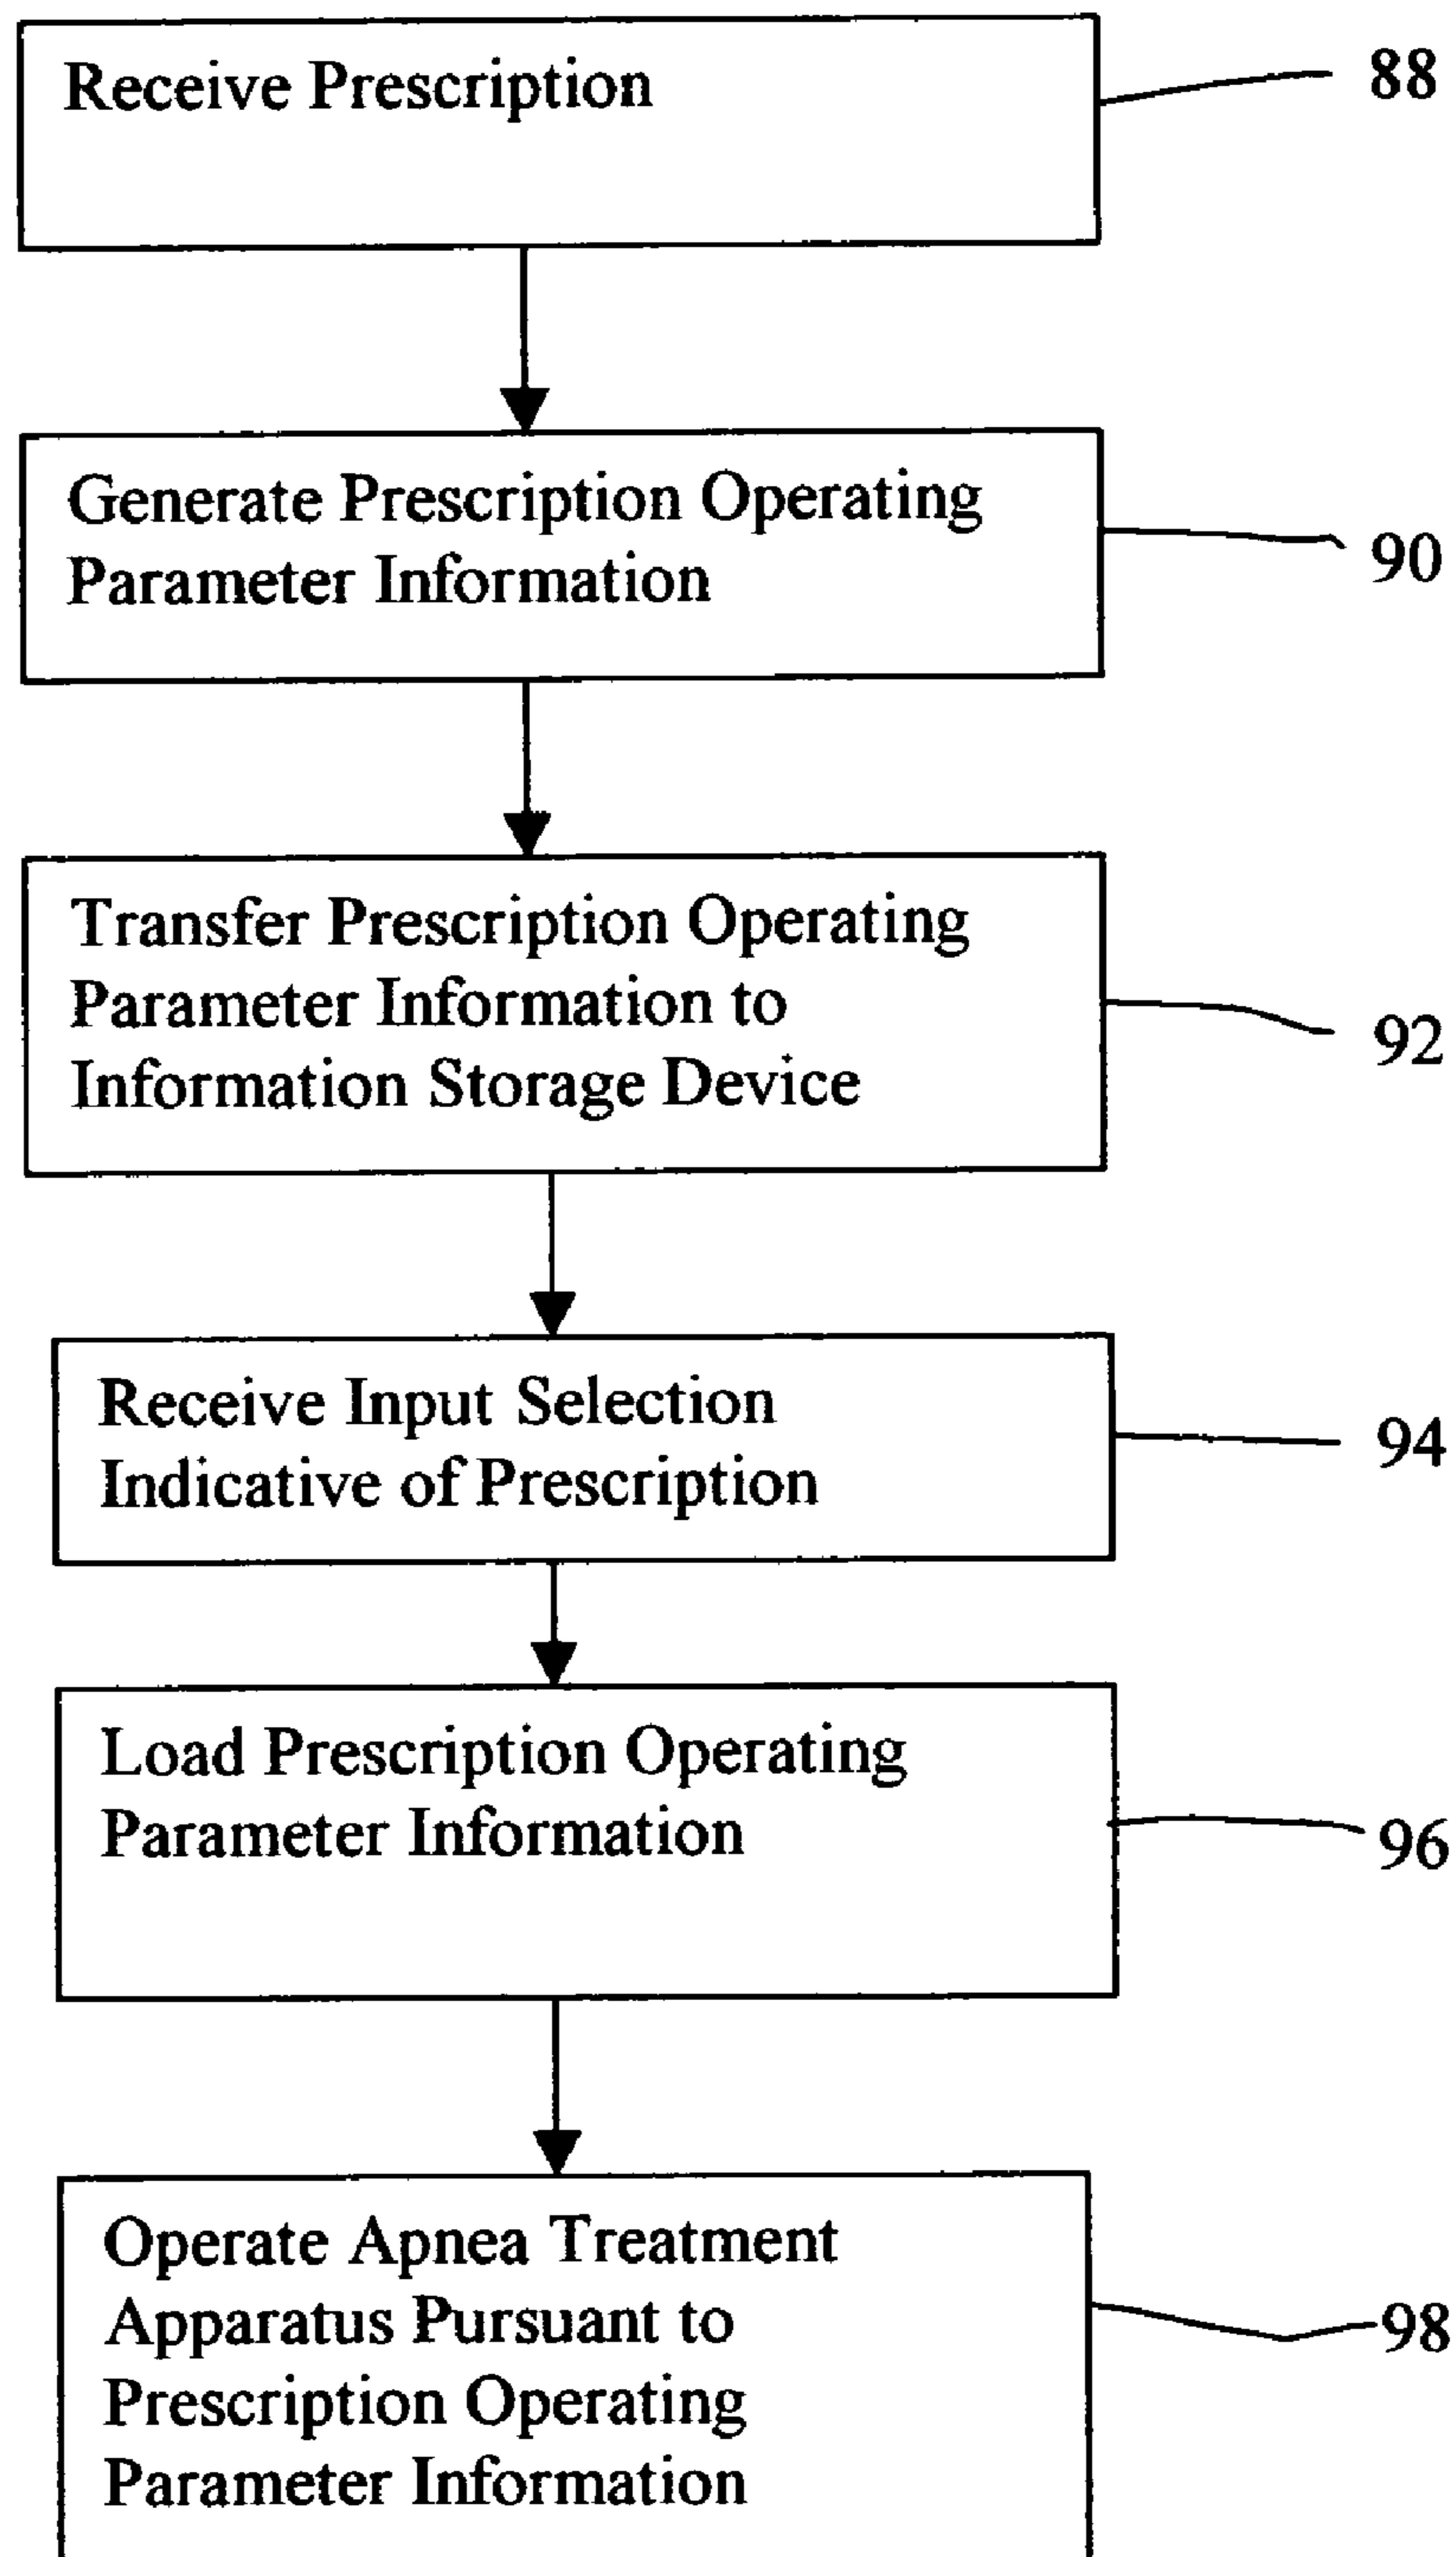 Receive Prescription
88
Generate Prescription Operating
Parameter Information
90
Transfer Prescription Operating
Parameter Information to
Information Storage Device
92
Receive Input Selection
Indicative of Prescription
94
Load Prescription Operating
Parameter Information
96
Operate Apnea Treatment
Apparatus Pursuant to
Prescription Operating
Parameter Information
98